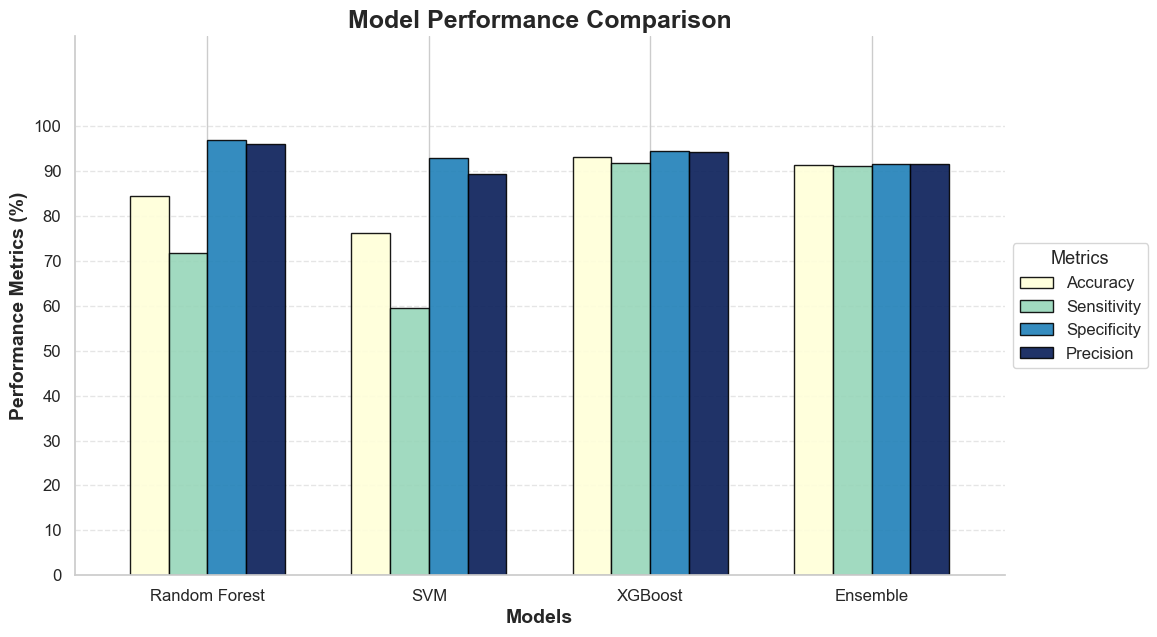 Model Performance Comparison
Performance Metrics (%)
100
90
80
70
60
50
40
30
20
10
0
Random Forest
SVM
XGBoost
Ensemble
Models
Metrics
Accuracy
Sensitivity
Specificity
Precision